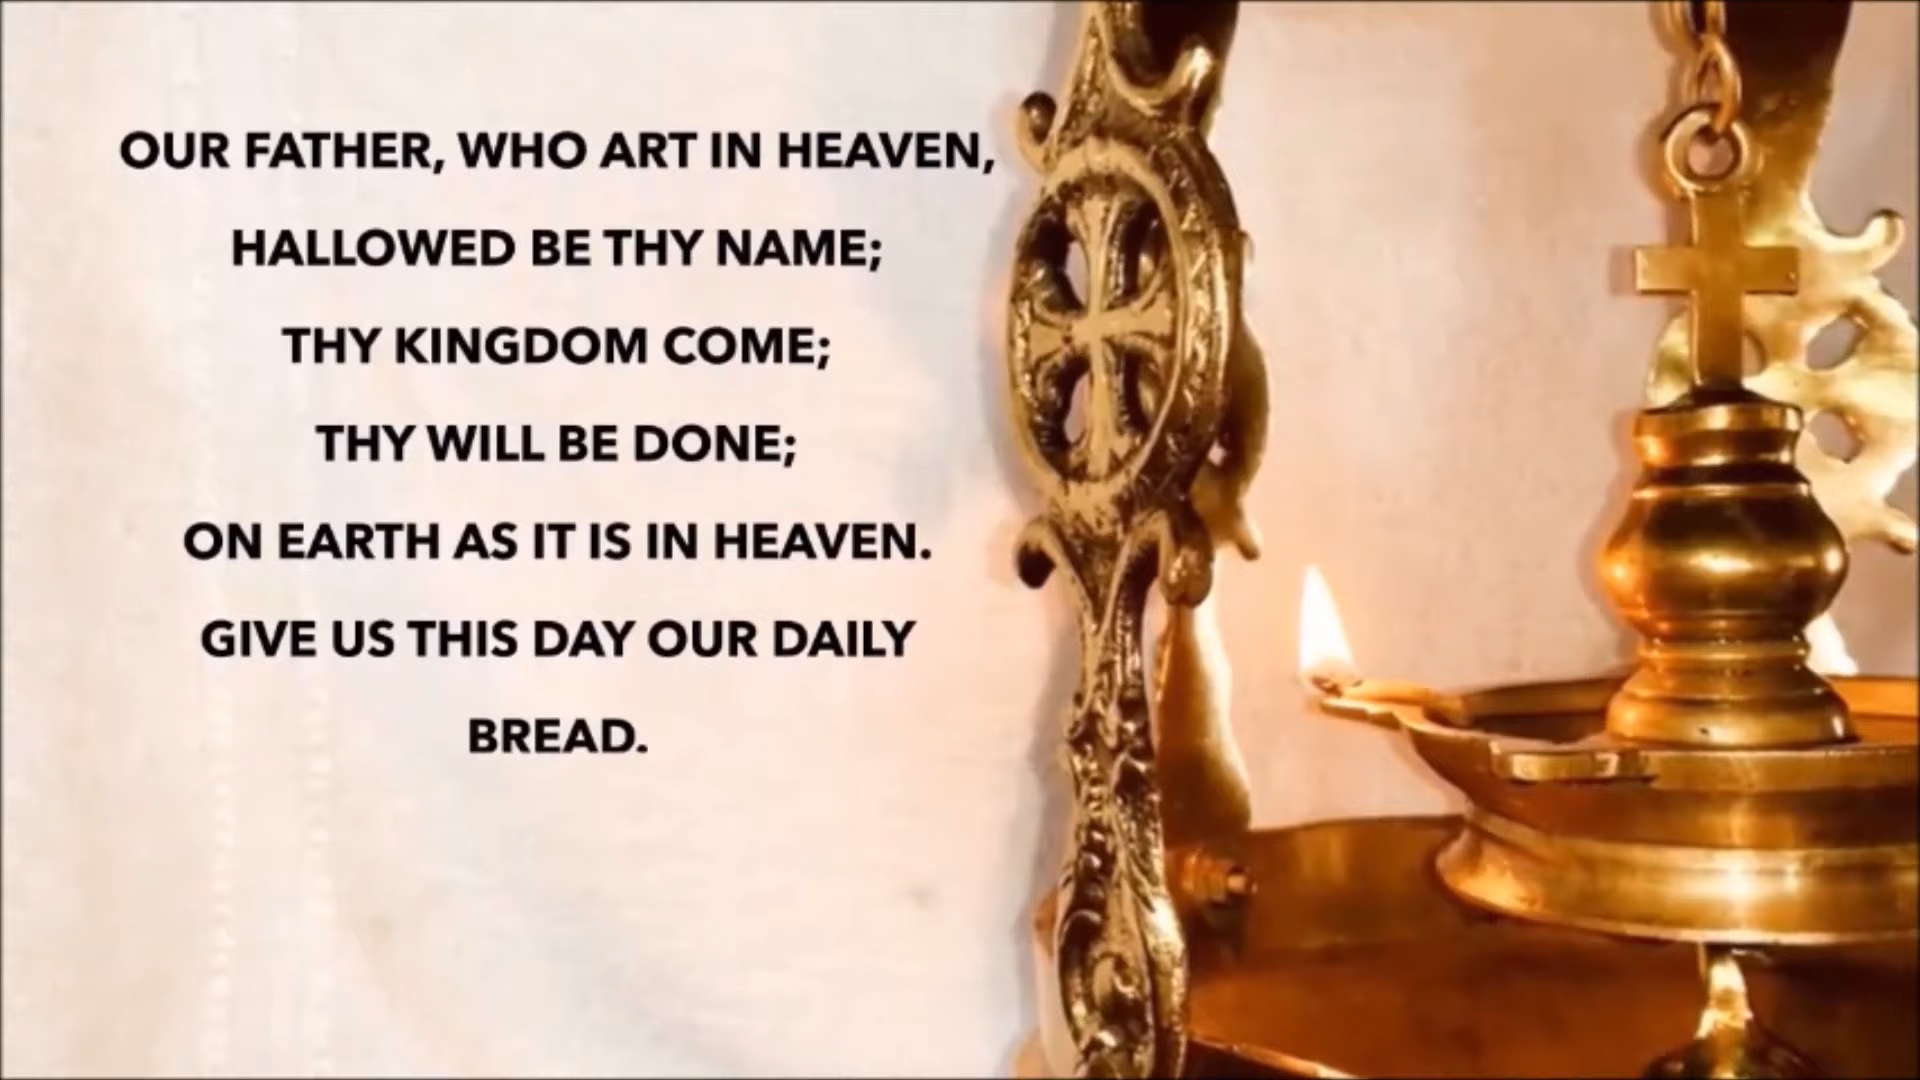 OUR FATHER, WHO ART IN HEAVEN,
HALLOWED BE THY NAME;
THY KINGDOM COME;
THY WILL BE DONE;
ON EARTH AS IT IS IN HEAVEN.
GIVE US THIS DAY OUR DAILY
BREAD.